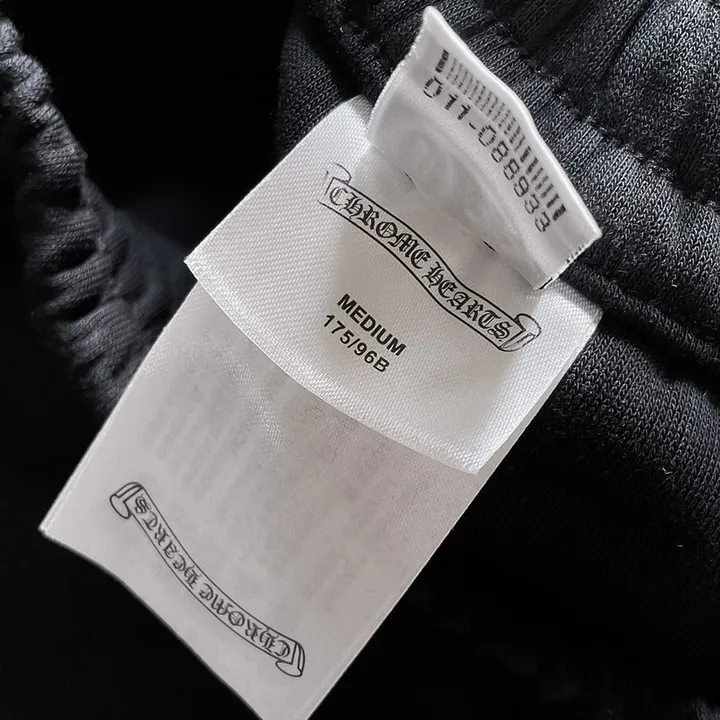 011-088933
CHROME HEARTS
MEDIUM
175/96B
CHROME HEARTS